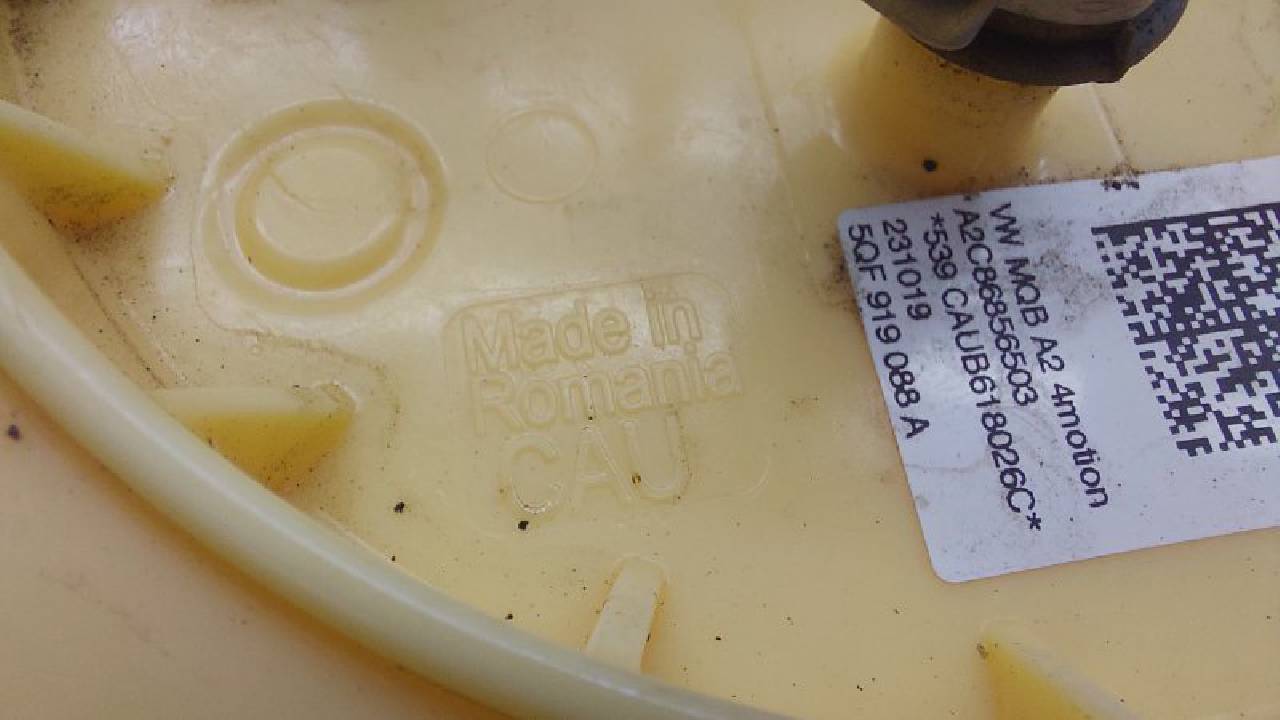 Made in
Romania
CAU
VW MQB A2 4motion
A2C86856503
*539 CAUB618026C*
231019
5QF 919 088 A